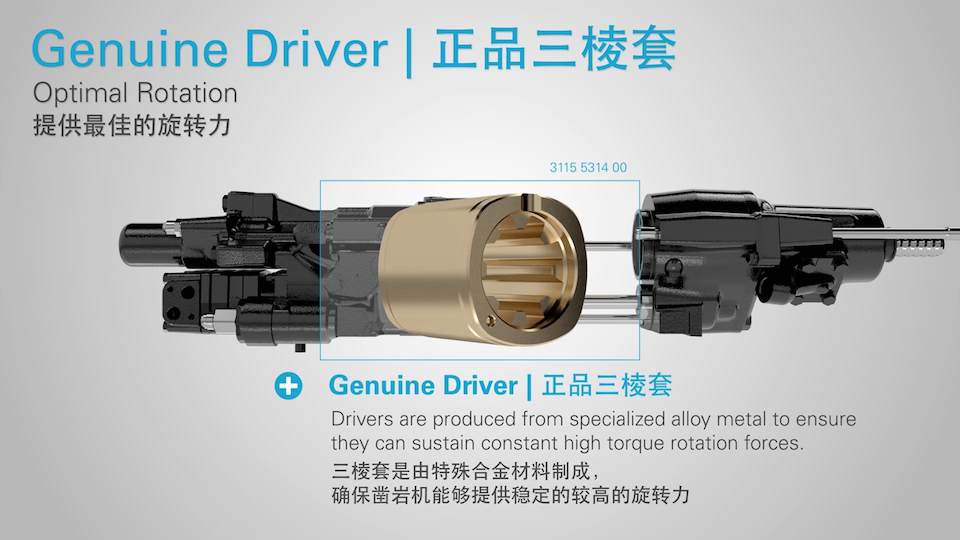 Genuine Driver | 正品三棱套
Optimal Rotation
提供最佳的旋转力
3115 5314 00
Genuine Driver | 正品三棱套
Drivers are produced from specialized alloy metal to ensure
they can sustain constant high torque rotation forces.
三棱套是由特殊合金材料制成，
确保凿岩机能够提供稳定的较高的旋转力